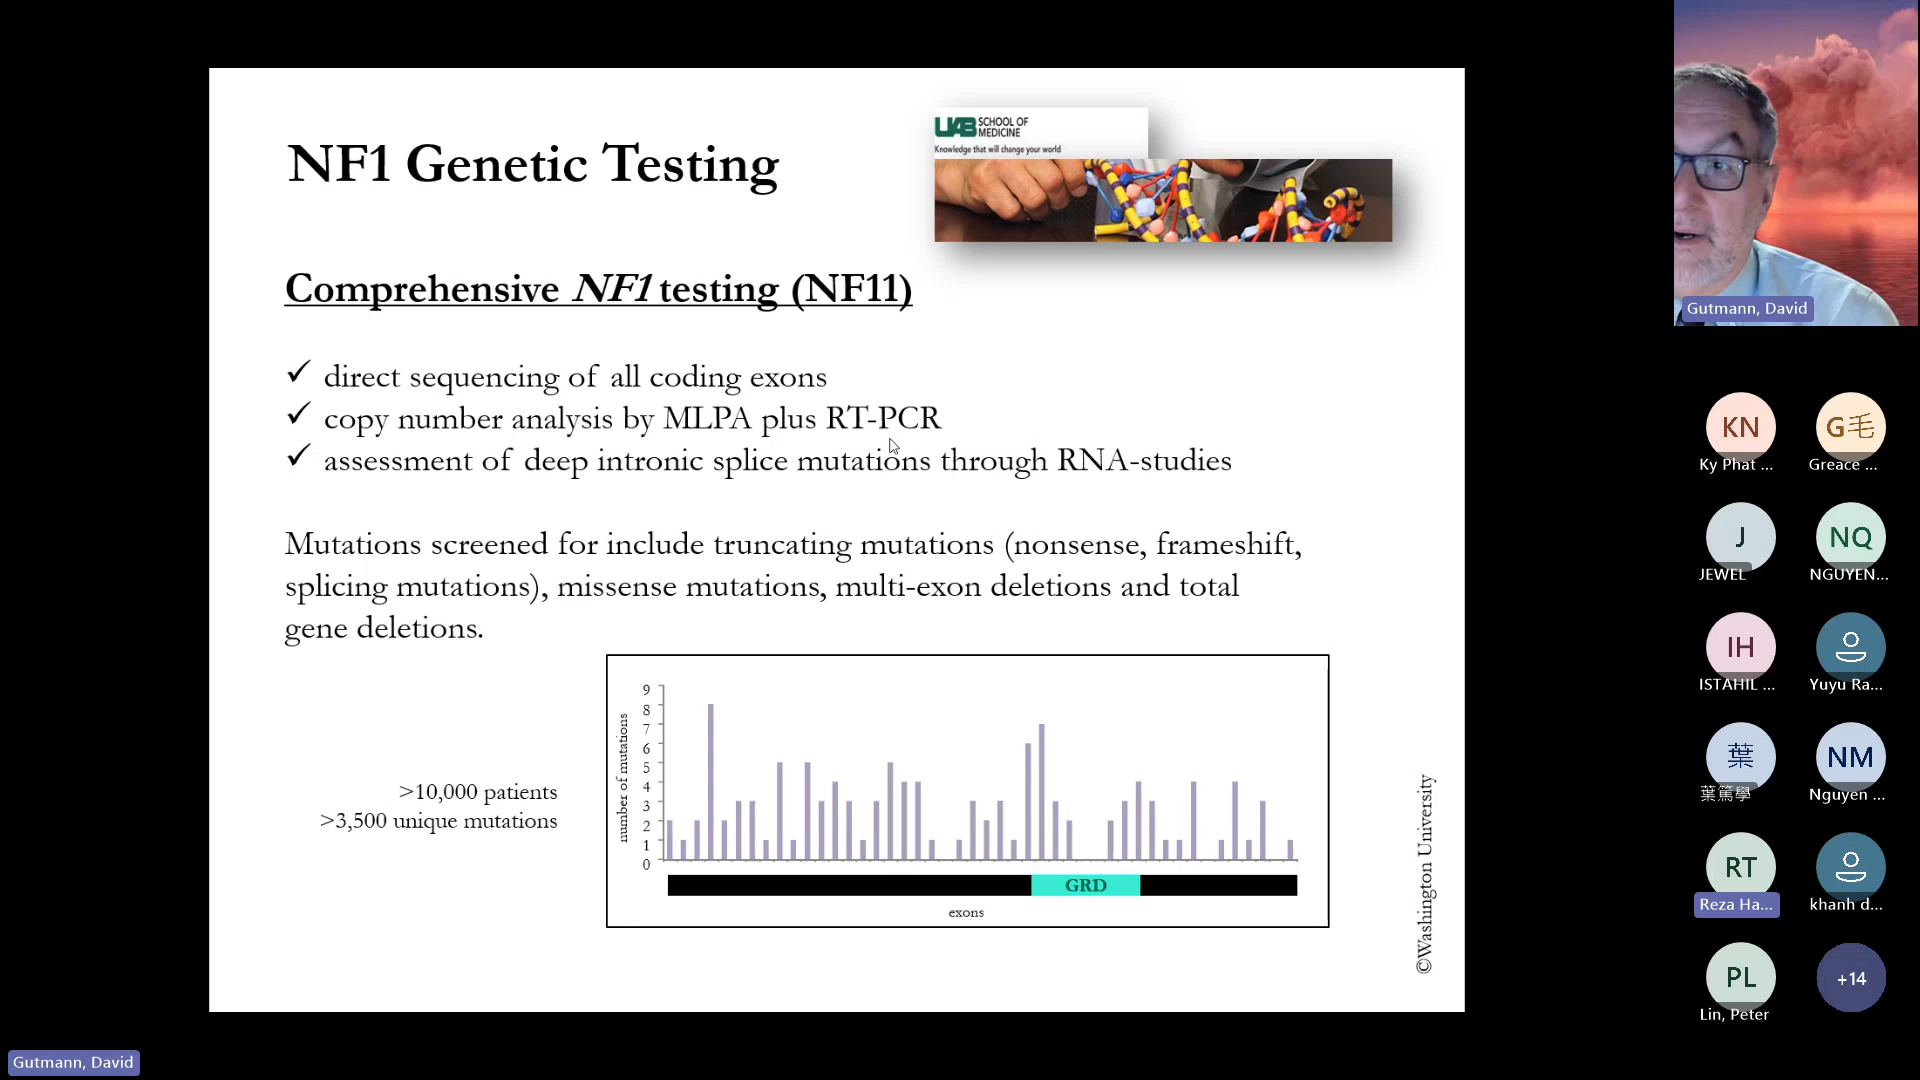 NF1 Genetic Testing
UAB SCHOOL OF
MEDICINE
Knowledge that will change your world
Comprehensive NF1 testing (NF11)
✓ direct sequencing of all coding exons
✓ copy number analysis by MLPA plus RT-PCR
✓ assessment of deep intronic splice mutations through RNA-studies
Mutations screened for include truncating mutations (nonsense, frameshift,
splicing mutations), missense mutations, multi-exon deletions and total
gene deletions.
>10,000 patients
>3,500 unique mutations
number of mutations
9
8
7
6
5
4
3
2
1
0
GRD
exons
©Washington University
Gutmann, David
KN
Ky Phat ...
G毛
Greace ...
J
JEWEL
NQ
NGUYEN...
IH
ISTAHIL ...
Yuyu Ra...
葉
葉篤學
NM
Nguyen ...
RT
Reza Ha...
khanh d...
PL
Lin, Peter
+14
Gutmann, David